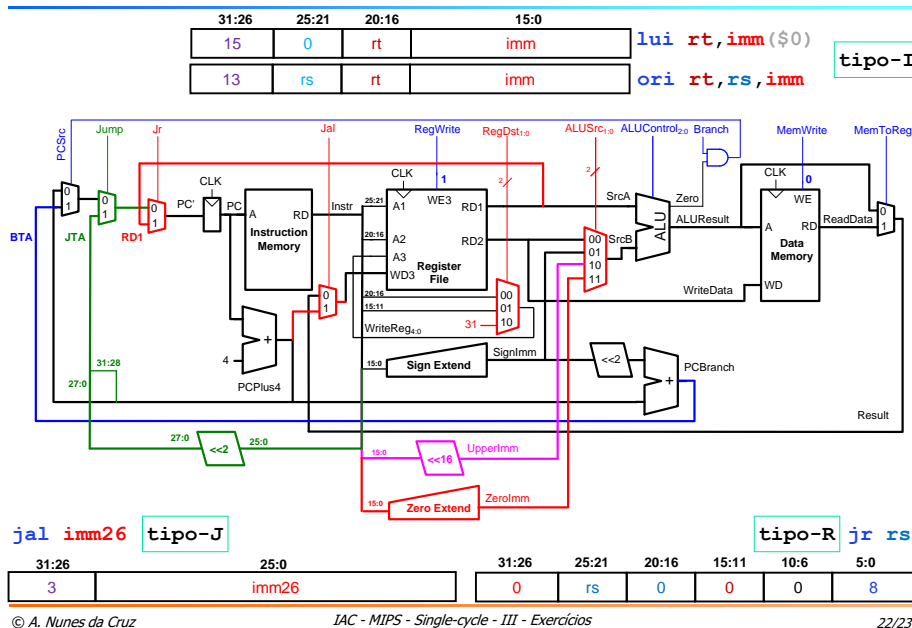 31:26 25:21 20:16 15:0
15 0 rt imm lui rt,imm($0)
tipo-I
13 rs rt imm ori rt,rs,imm
PCSrc Jump Jr Jal RegWrite RegDst1:0 ALUSrc1:0 ALUControl2:0 Branch MemWrite MemToReg
CLK 1 2 2 Zero 0
0 1 0 1 0 1 PC' PC A RD Instr 25:21 CLK A1 WE3 RD1 SrcA CLK WE
BTA JTA RD1 Instruction Memory 20:16 A2 RD2 00 01 10 11 SrcB ALU ALUResult A RD ReadData 0 1
A3 Register File Data Memory
0 1 WD3
20:16 00 WriteData WD
15:11 01
4 + WriteReg4:0 31 10
31:28 15:0 Sign Extend SignImm <<2 + PCBranch
27:0 PCPlus4
Result
27:0 <<2 25:0 15:0 <<16 UpperImm
15:0 Zero Extend ZeroImm
jal imm26 tipo-J tipo-R jr rs
31:26 25:0 31:26 25:21 20:16 15:11 10:6 5:0
3 imm26 0 rs 0 0 0 8
© A. Nunes da Cruz IAC - MIPS - Single-cycle - III - Exercícios 22/23